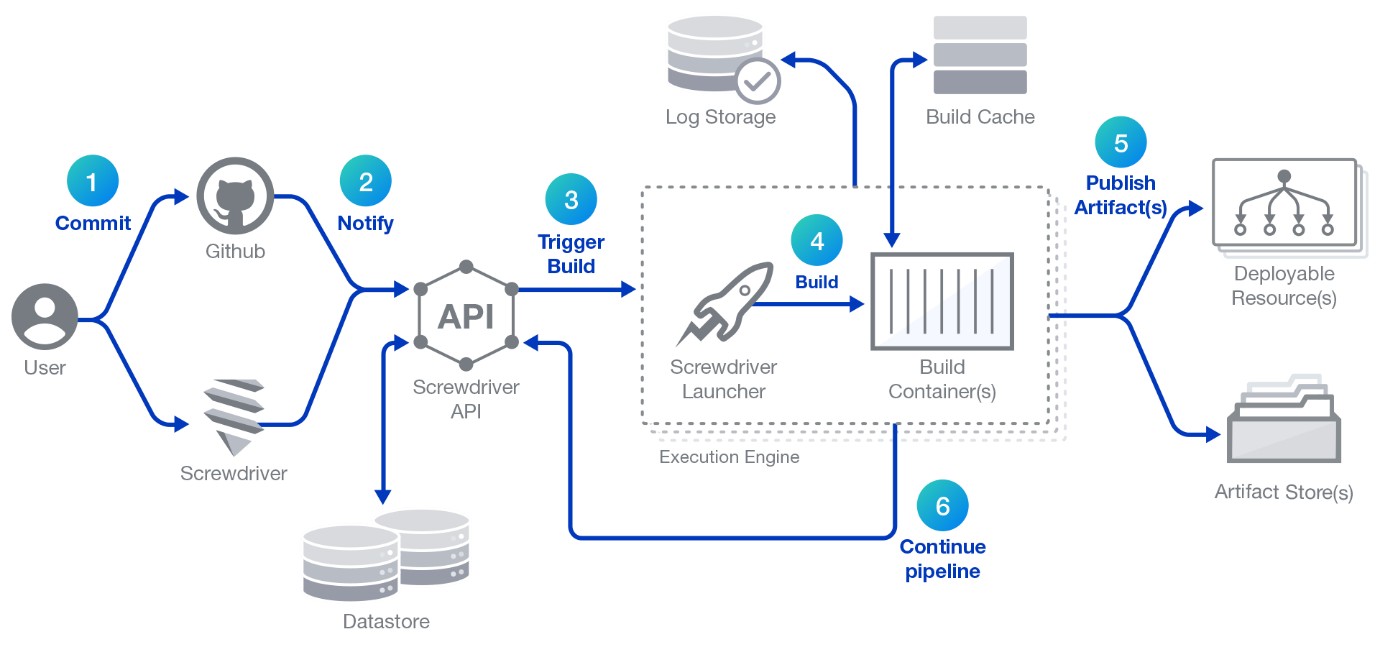 Log Storage
Build Cache
1
Commit
Github
2
Notify
3
Trigger
Build
4
Build
5
Publish
Artifact(s)
Deployable
Resource(s)
User
API
Screwdriver
API
Screwdriver
Launcher
Build
Container(s)
Execution Engine
Screwdriver
Artifact Store(s)
6
Continue
pipeline
Datastore